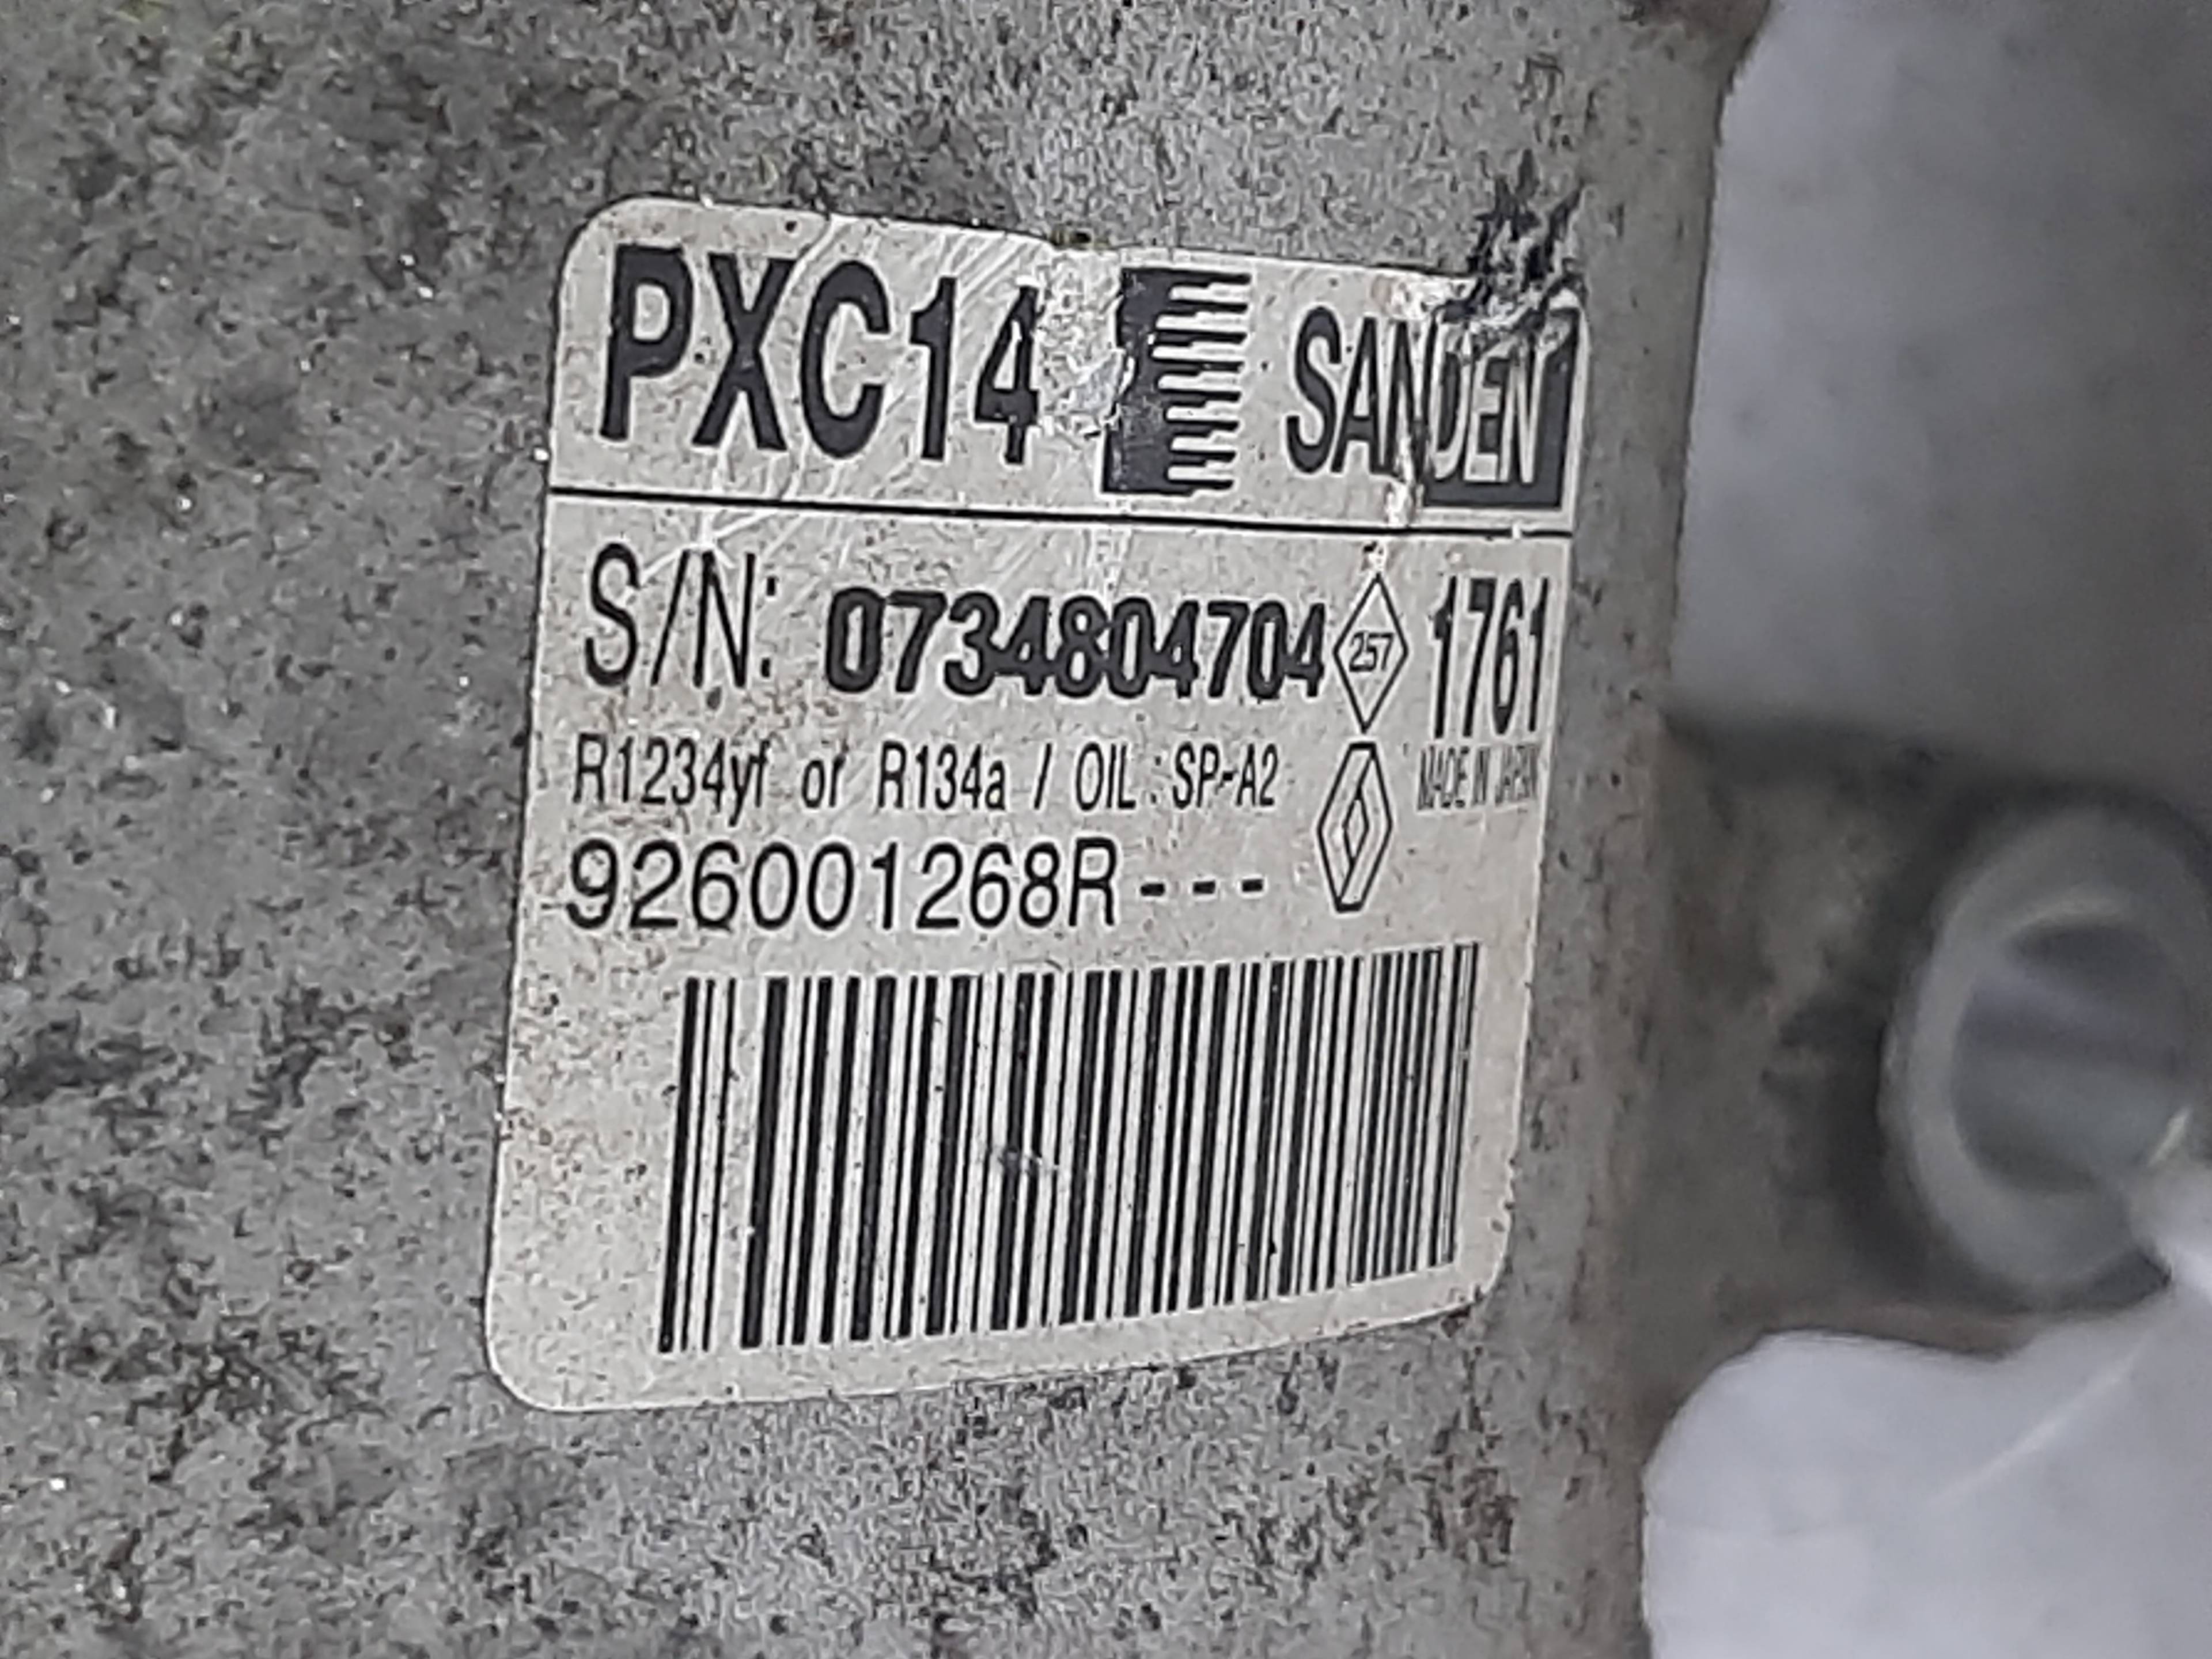 PXC14 SANDEN
S/N: 0734804704 257 1761
R1234yf or R134a / OIL : SP-A2 MADE IN JAPAN
926001268R---